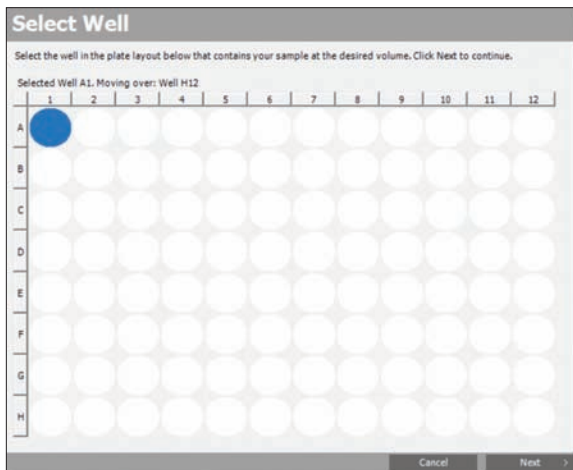 Select Well
Select the well in the plate layout below that contains your sample at the desired volume. Click Next to continue.
Selected Well A1. Moving over: Well H12
1 2 3 4 5 6 7 8 9 10 11 12
A
B
C
D
E
F
G
H
Cancel Next >